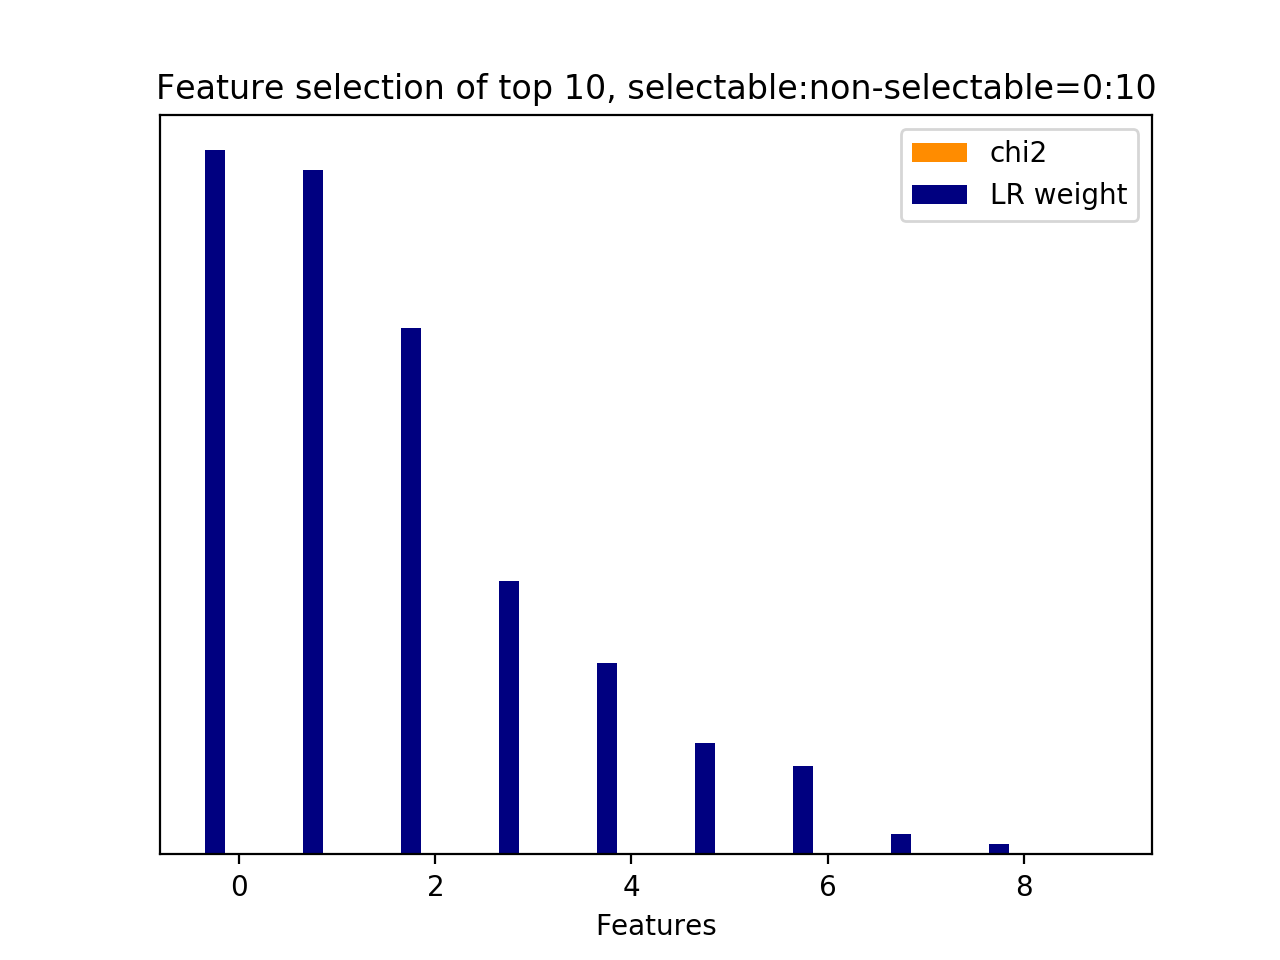 Feature selection of top 10, selectable:non-selectable=0:10
chi2
LR weight
0 2 4 6 8
Features